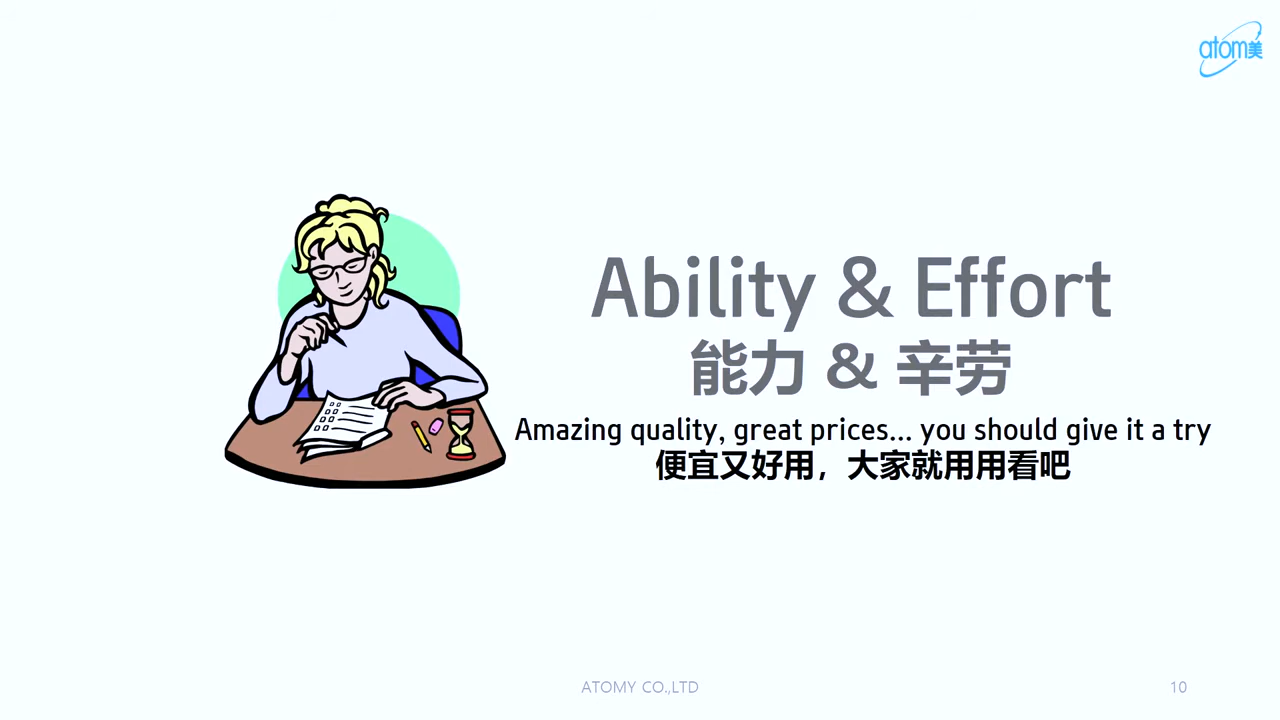 atom美
Ability & Effort
能力 & 辛劳
Amazing quality, great prices... you should give it a try
便宜又好用，大家就用用看吧
ATOMY CO.,LTD
10